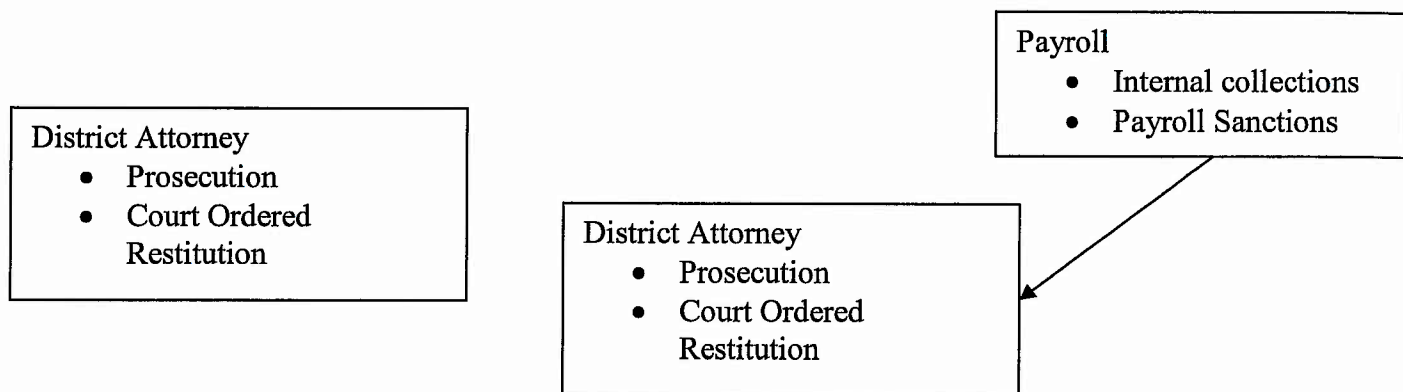 Payroll
• Internal collections
• Payroll Sanctions
District Attorney
• Prosecution
• Court Ordered
Restitution
District Attorney
• Prosecution
• Court Ordered
Restitution